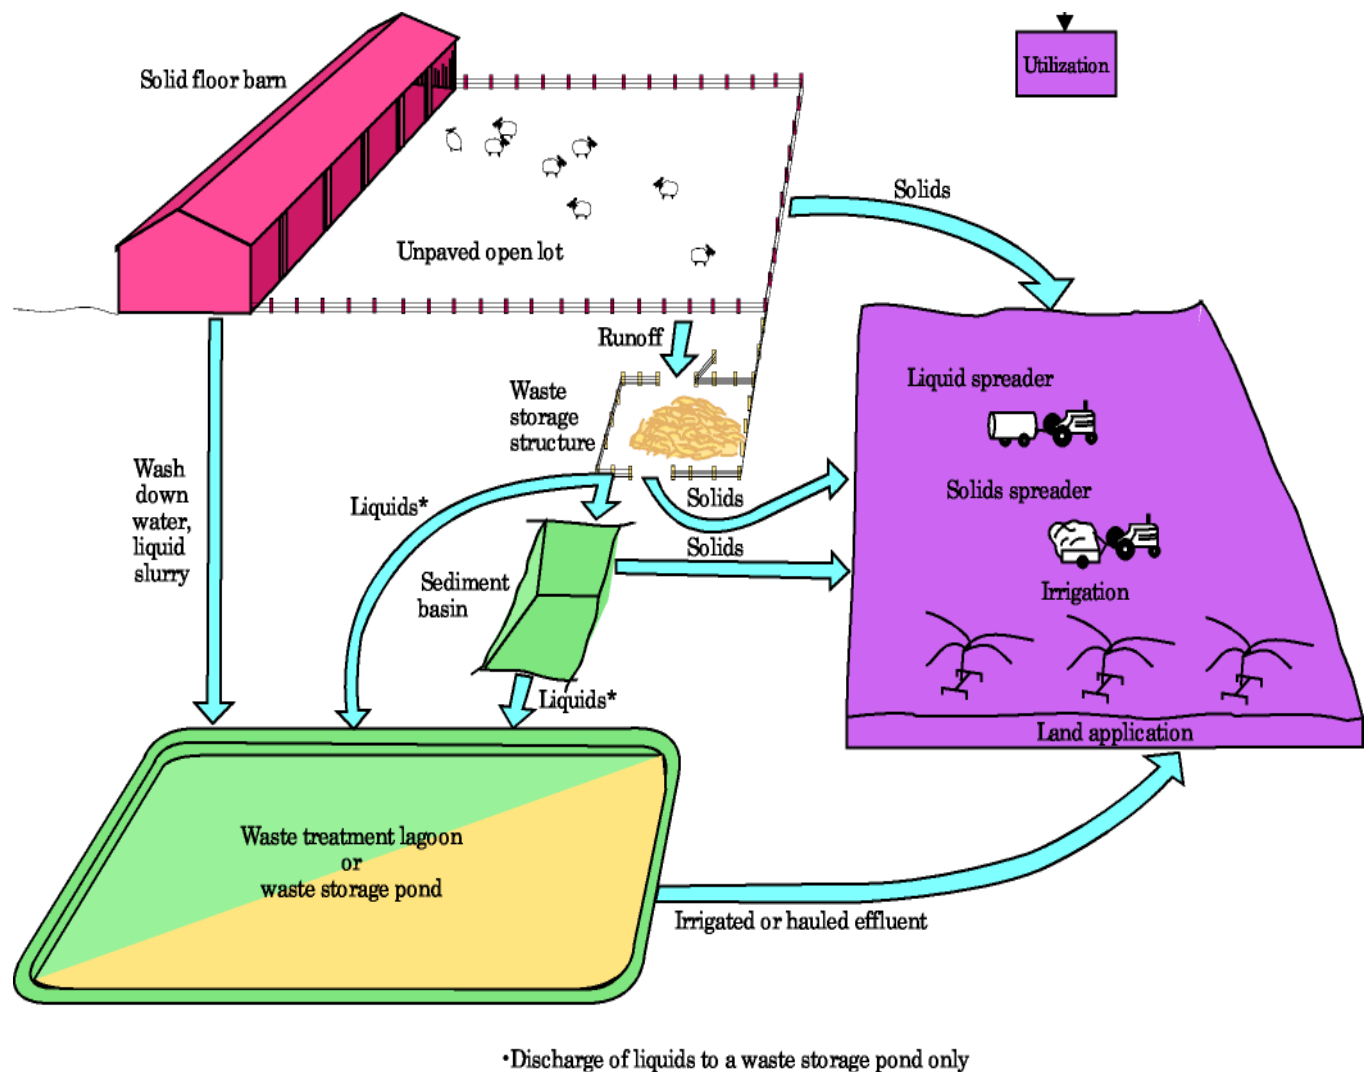 Utilization
Solid floor barn
Solids
Unpaved open lot
Runoff
Liquid spreader
Waste
storage
structure
Wash
down
water,
liquid
slurry
Liquids*
Solids
Solids spreader
Solids
Sediment
basin
Irrigation
Liquids*
Land application
Waste treatment lagoon
or
waste storage pond
Irrigated or hauled effluent
•Discharge of liquids to a waste storage pond only